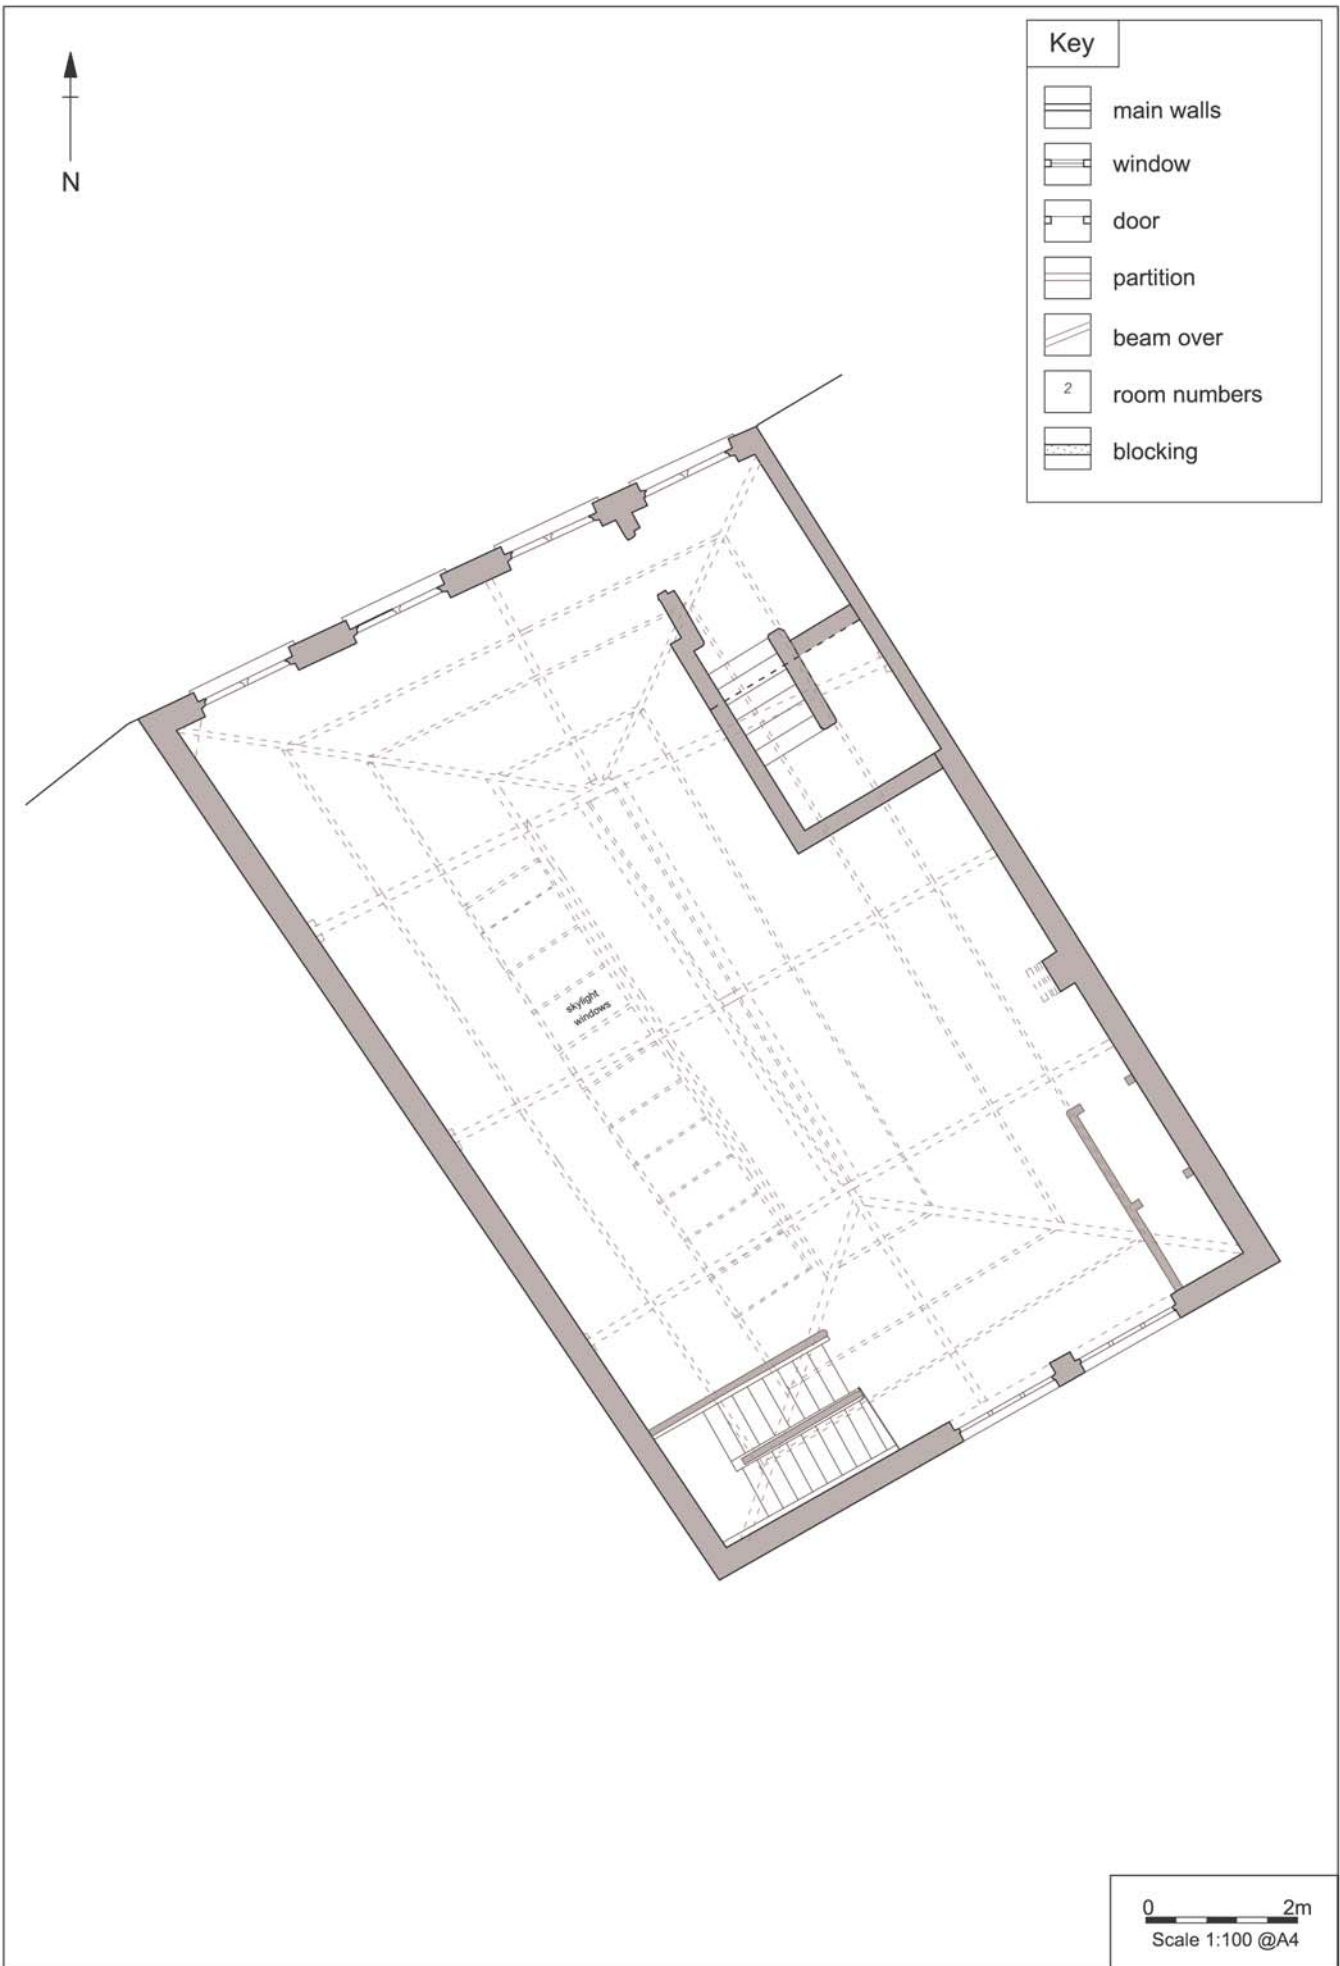 N
Key
main walls
window
door
partition
beam over
2 room numbers
blocking
skylight
windows
0 2m
Scale 1:100 @A4